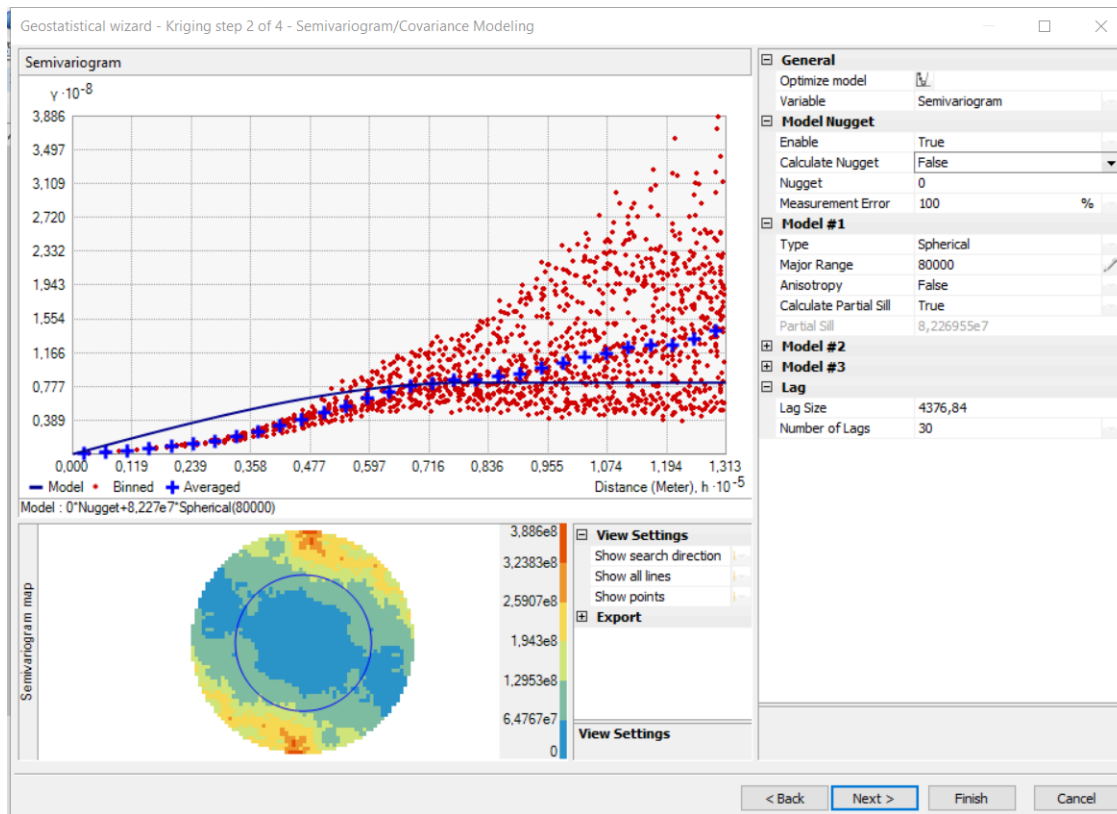 Geostatistical wizard - Kriging step 2 of 4 - Semivariogram/Covariance Modeling
Semivariogram
γ·10⁻⁸
3,886
3,497
3,109
2,720
2,332
1,943
1,554
1,166
0,777
0,389
0,000 0,119 0,239 0,358 0,477 0,597 0,716 0,836 0,955 1,074 1,194 1,313
Model Binned Averaged
Distance (Meter), h·10⁻⁵
Model : 0*Nugget+8,227e7*Spherical(80000)
Semivariogram map
3,886e8
3,2383e8
2,5907e8
1,943e8
1,2953e8
6,4767e7
0
View Settings
Show search direction
Show all lines
Show points
Export
View Settings
General
Optimize model
Variable Semivariogram
Model Nugget
Enable True
Calculate Nugget False
Nugget 0
Measurement Error 100 %
Model #1
Type Spherical
Major Range 80000
Anisotropy False
Calculate Partial Sill True
Partial Sill 8,226955e7
Model #2
Model #3
Lag
Lag Size 4376,84
Number of Lags 30
< Back Next > Finish Cancel